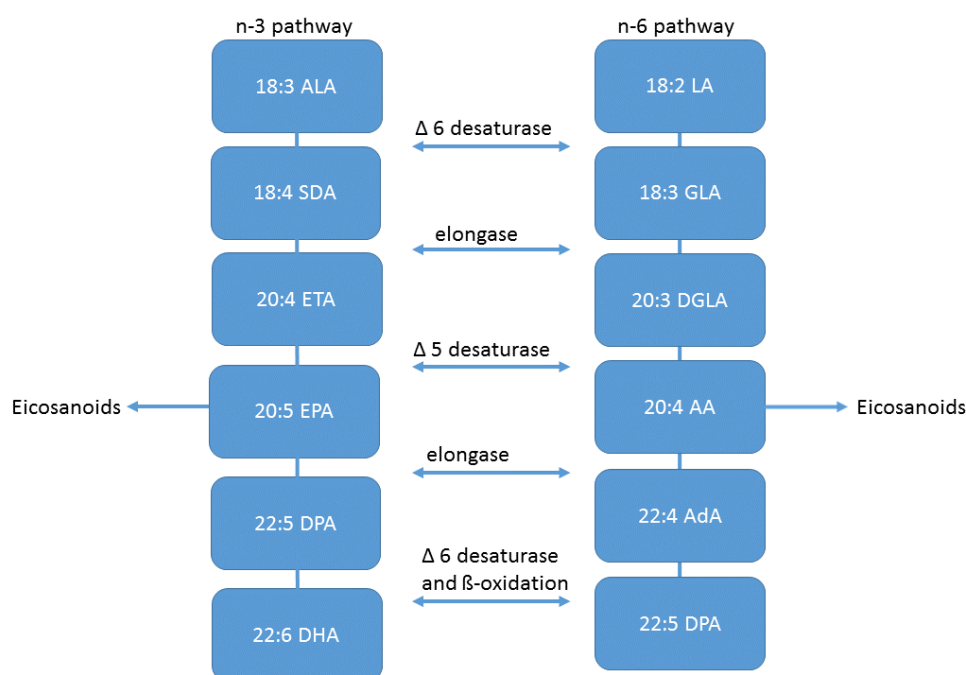 n-3 pathway
n-6 pathway
18:3 ALA
18:2 LA
Δ 6 desaturase
18:4 SDA
18:3 GLA
elongase
20:4 ETA
20:3 DGLA
Δ 5 desaturase
Eicosanoids
20:5 EPA
20:4 AA
Eicosanoids
elongase
22:5 DPA
22:4 AdA
Δ 6 desaturase
and ß-oxidation
22:6 DHA
22:5 DPA